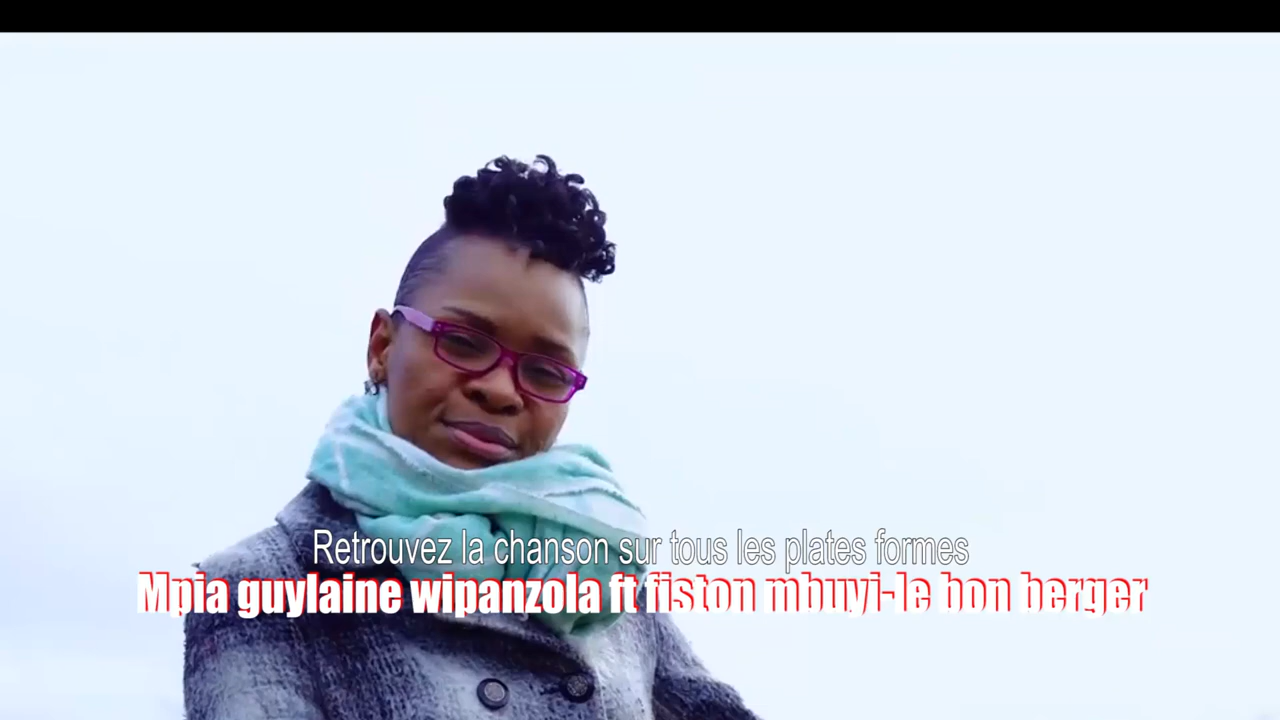 Retrouvez la chanson sur tous les plates formes
Mpia guylaine wipanzola ft fiston mbuyi-le bon berger